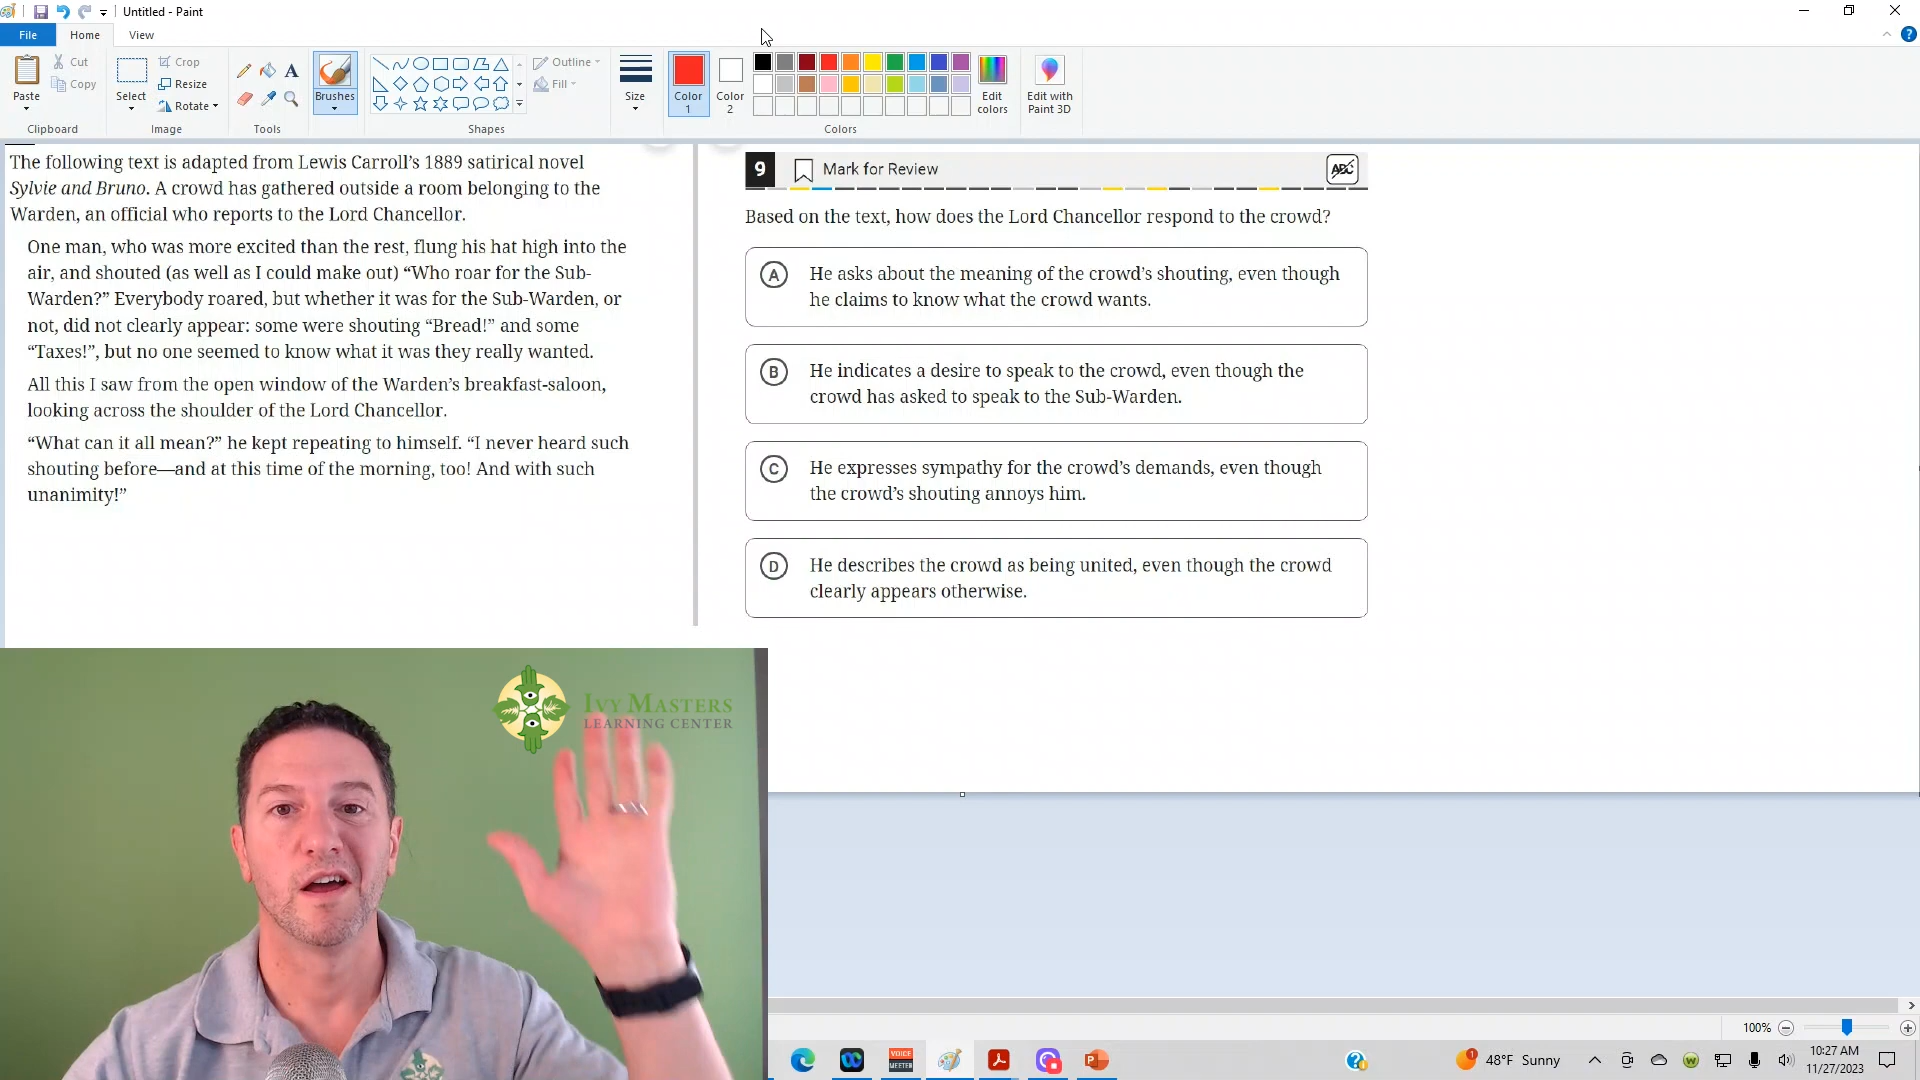 Untitled - Paint
File
Home
View
Paste
Cut
Copy
Clipboard
Select
Crop
Resize
Rotate
Image
Tools
Brushes
Outline
Fill
Shapes
Size
Color
1
Color
2
Edit
colors
Edit with
Paint 3D
Colors
The following text is adapted from Lewis Carroll’s 1889 satirical novel
Sylvie and Bruno. A crowd has gathered outside a room belonging to the
Warden, an official who reports to the Lord Chancellor.
One man, who was more excited than the rest, flung his hat high into the
air, and shouted (as well as I could make out) “Who roar for the Sub-
Warden?” Everybody roared, but whether it was for the Sub-Warden, or
not, did not clearly appear: some were shouting “Bread!” and some
“Taxes!”, but no one seemed to know what it was they really wanted.
All this I saw from the open window of the Warden’s breakfast-saloon,
looking across the shoulder of the Lord Chancellor.
“What can it all mean?” he kept repeating to himself. “I never heard such
shouting before—and at this time of the morning, too! And with such
unanimity!”
9
Mark for Review
ABC
Based on the text, how does the Lord Chancellor respond to the crowd?
A
He asks about the meaning of the crowd’s shouting, even though
he claims to know what the crowd wants.
B
He indicates a desire to speak to the crowd, even though the
crowd has asked to speak to the Sub-Warden.
C
He expresses sympathy for the crowd’s demands, even though
the crowd’s shouting annoys him.
D
He describes the crowd as being united, even though the crowd
clearly appears otherwise.
IVY MASTERS
LEARNING CENTER
100%
VOICE
MEETER
1
48°F Sunny
10:27 AM
11/27/2023